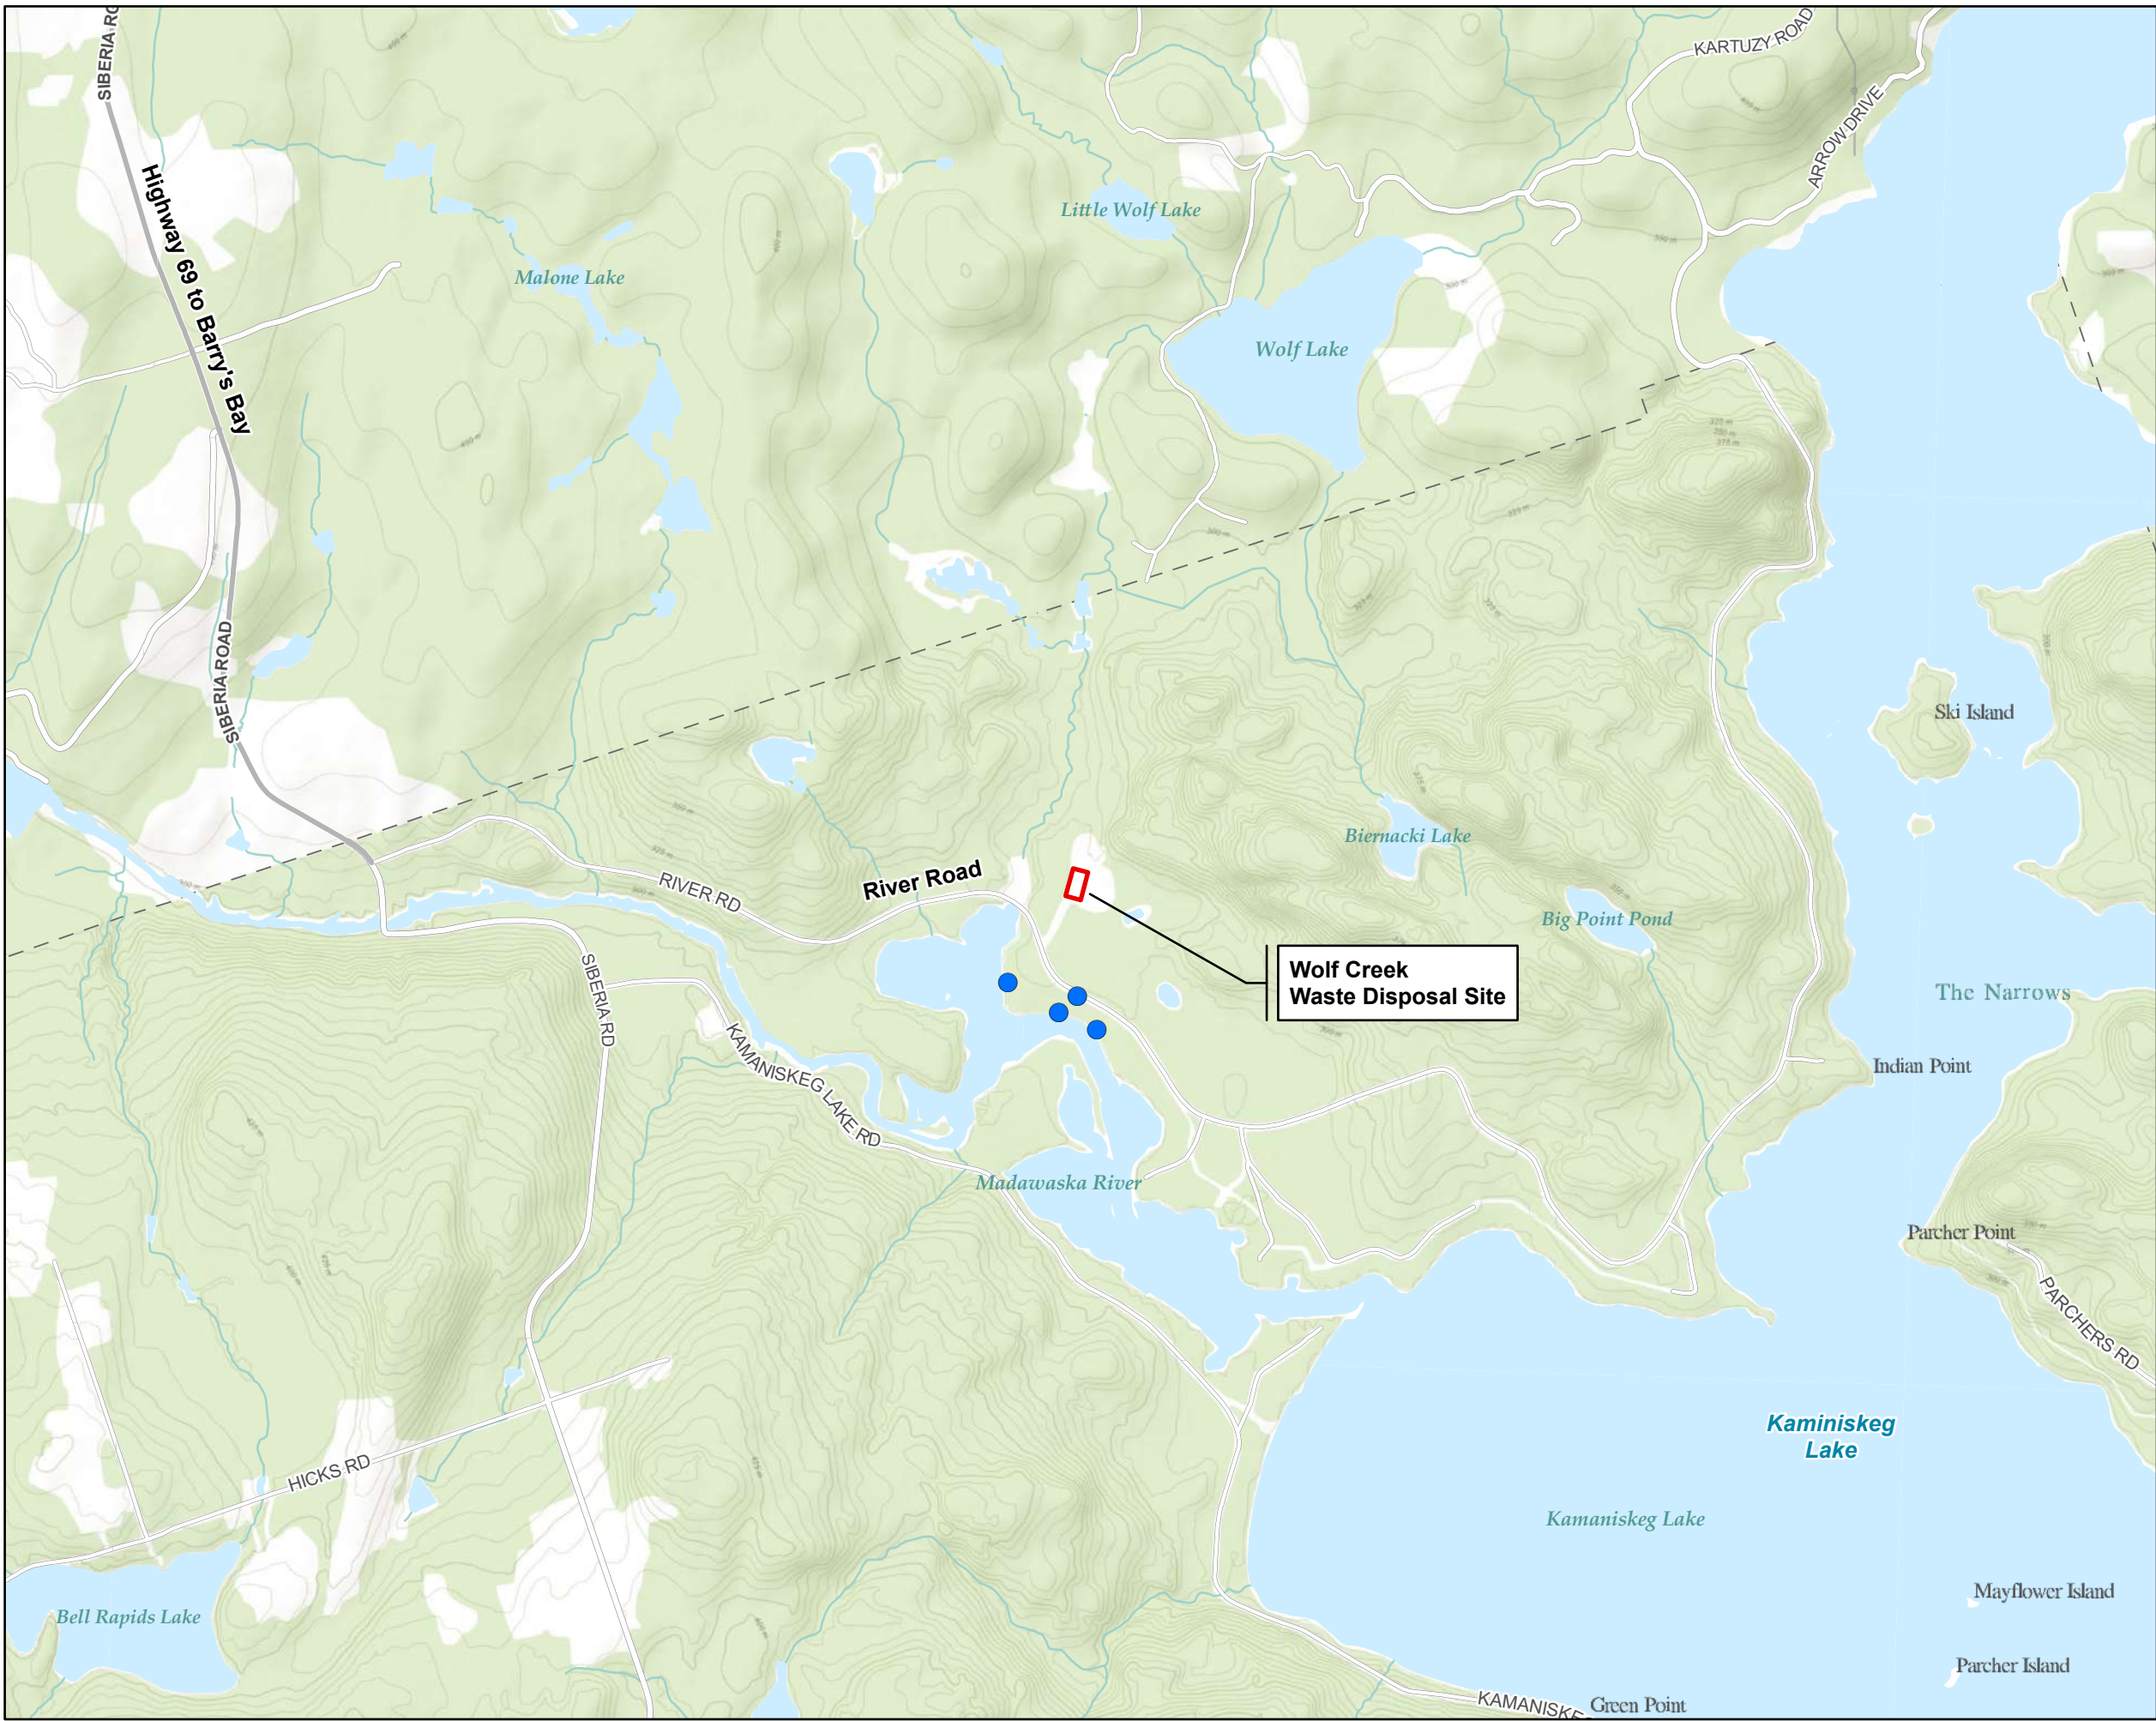 SIBERIA RO
KARTUZY ROAD
ARROW DRIVE
Highway 69 to Barry's Bay
Little Wolf Lake
Malone Lake
Wolf Lake
SIBERIA ROAD
Ski Island
Biernacki Lake
River Road
RIVER RD
Big Point Pond
Wolf Creek
Waste Disposal Site
The Narrows
SIBERIA RD
KAMANISKEG LAKE RD
Indian Point
Madawaska River
Parcher Point
PARCHERS RD
Kaminiskeg
Lake
HICKS RD
Kamaniskeg Lake
Mayflower Island
Bell Rapids Lake
Parcher Island
KAMANISKE
Green Point